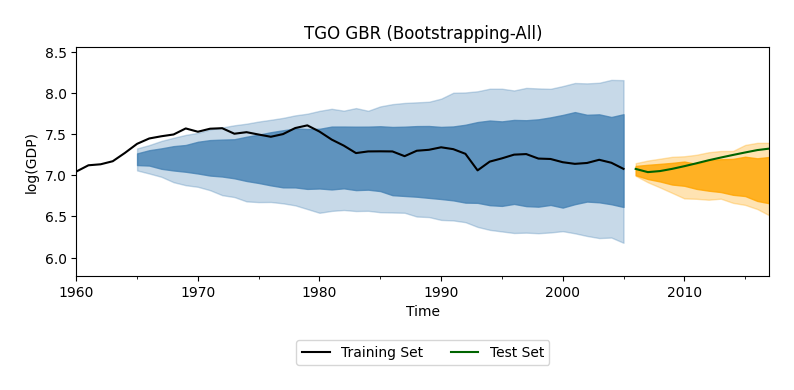 TGO GBR (Bootstrapping-All)
8.5
8.0
7.5
7.0
6.5
6.0
log(GDP)
1960 1970 1980 1990 2000 2010
Time
Training Set Test Set